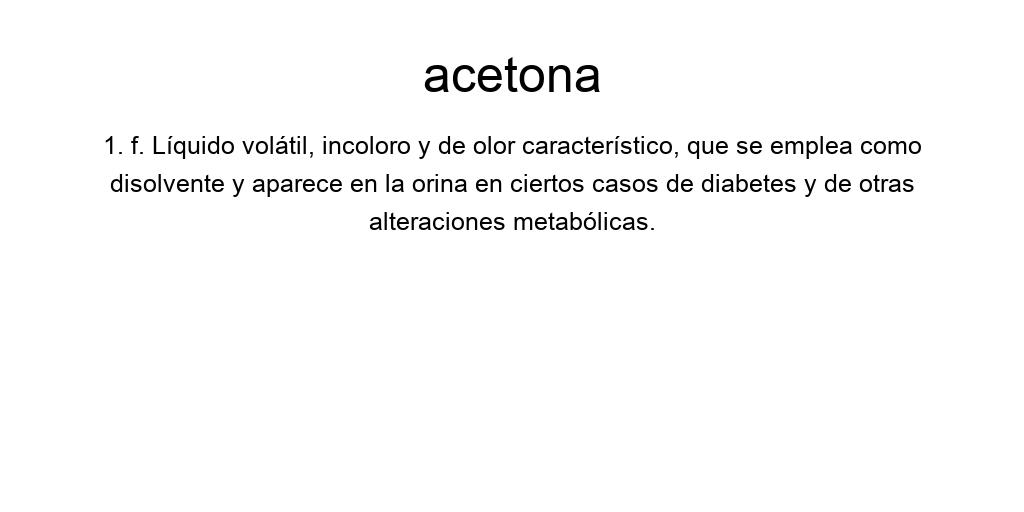 acetona
1. f. Líquido volátil, incoloro y de olor característico, que se emplea como
disolvente y aparece en la orina en ciertos casos de diabetes y de otras
alteraciones metabólicas.